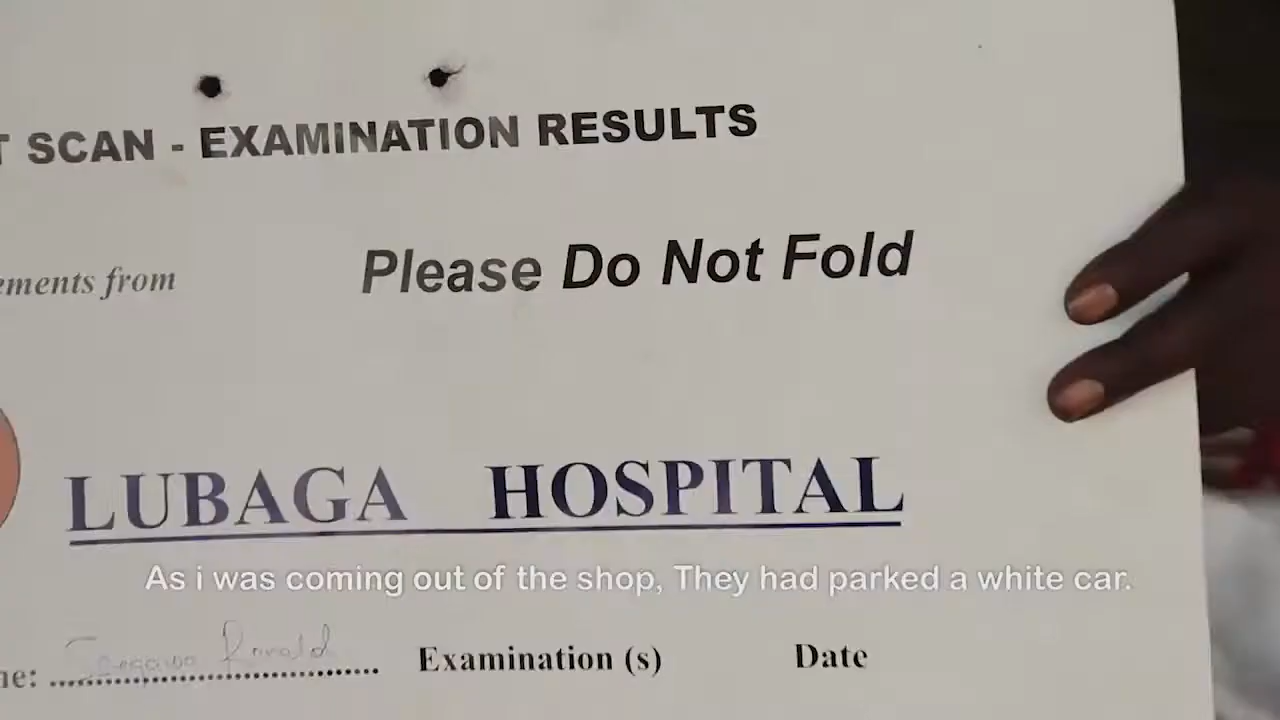 T SCAN - EXAMINATION RESULTS
ements from
Please Do Not Fold
LUBAGA HOSPITAL
As i was coming out of the shop, They had parked a white car.
ne: Ronald Examination (s) Date